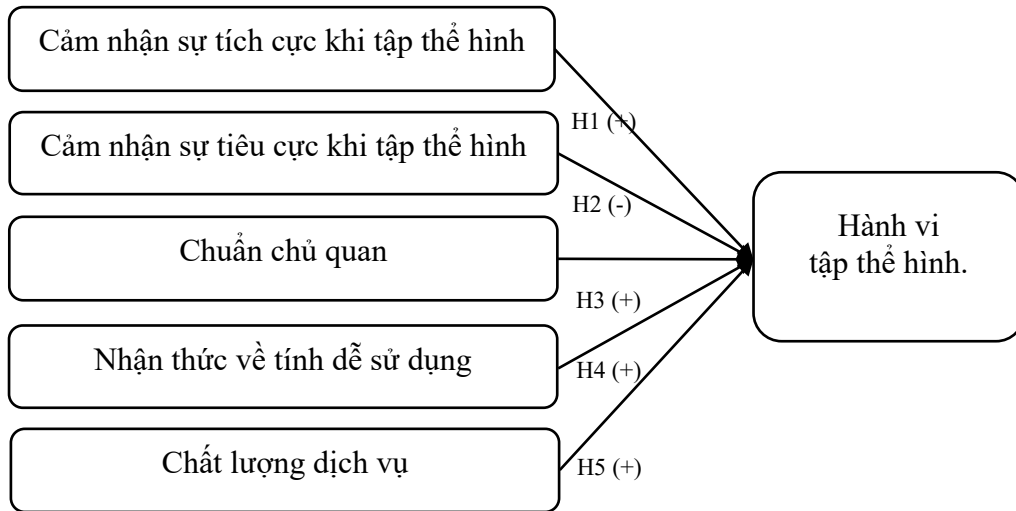 Cảm nhận sự tích cực khi tập thể hình
H1 (+)
Cảm nhận sự tiêu cực khi tập thể hình
H2 (-)
Chuẩn chủ quan
Hành vi
tập thể hình.
H3 (+)
Nhận thức về tính dễ sử dụng
H4 (+)
Chất lượng dịch vụ
H5 (+)